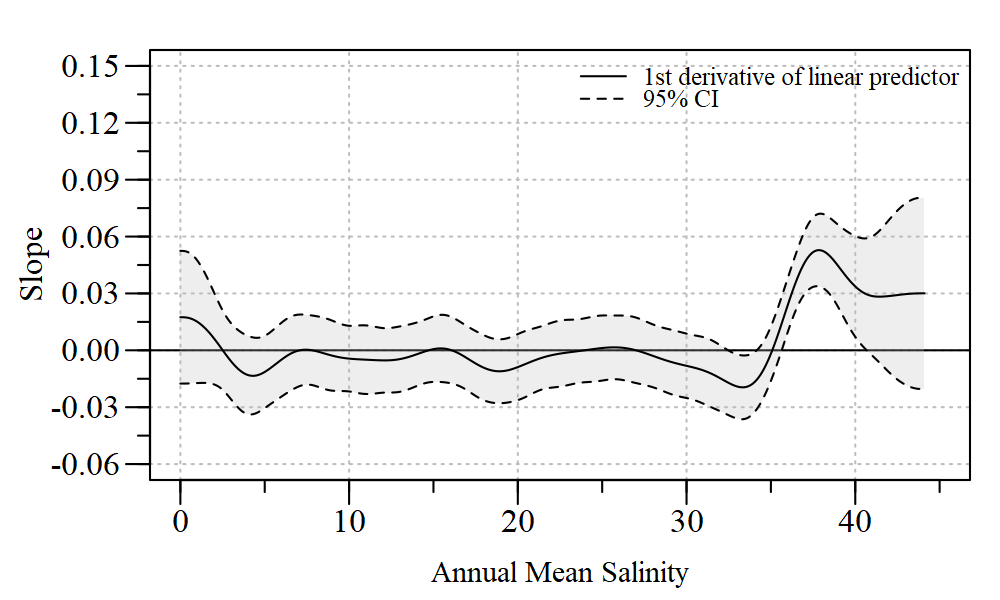 1st derivative of linear predictor
95% CI
0.15
0.12
0.09
0.06
0.03
0.00
-0.03
-0.06
Slope
0 10 20 30 40
Annual Mean Salinity